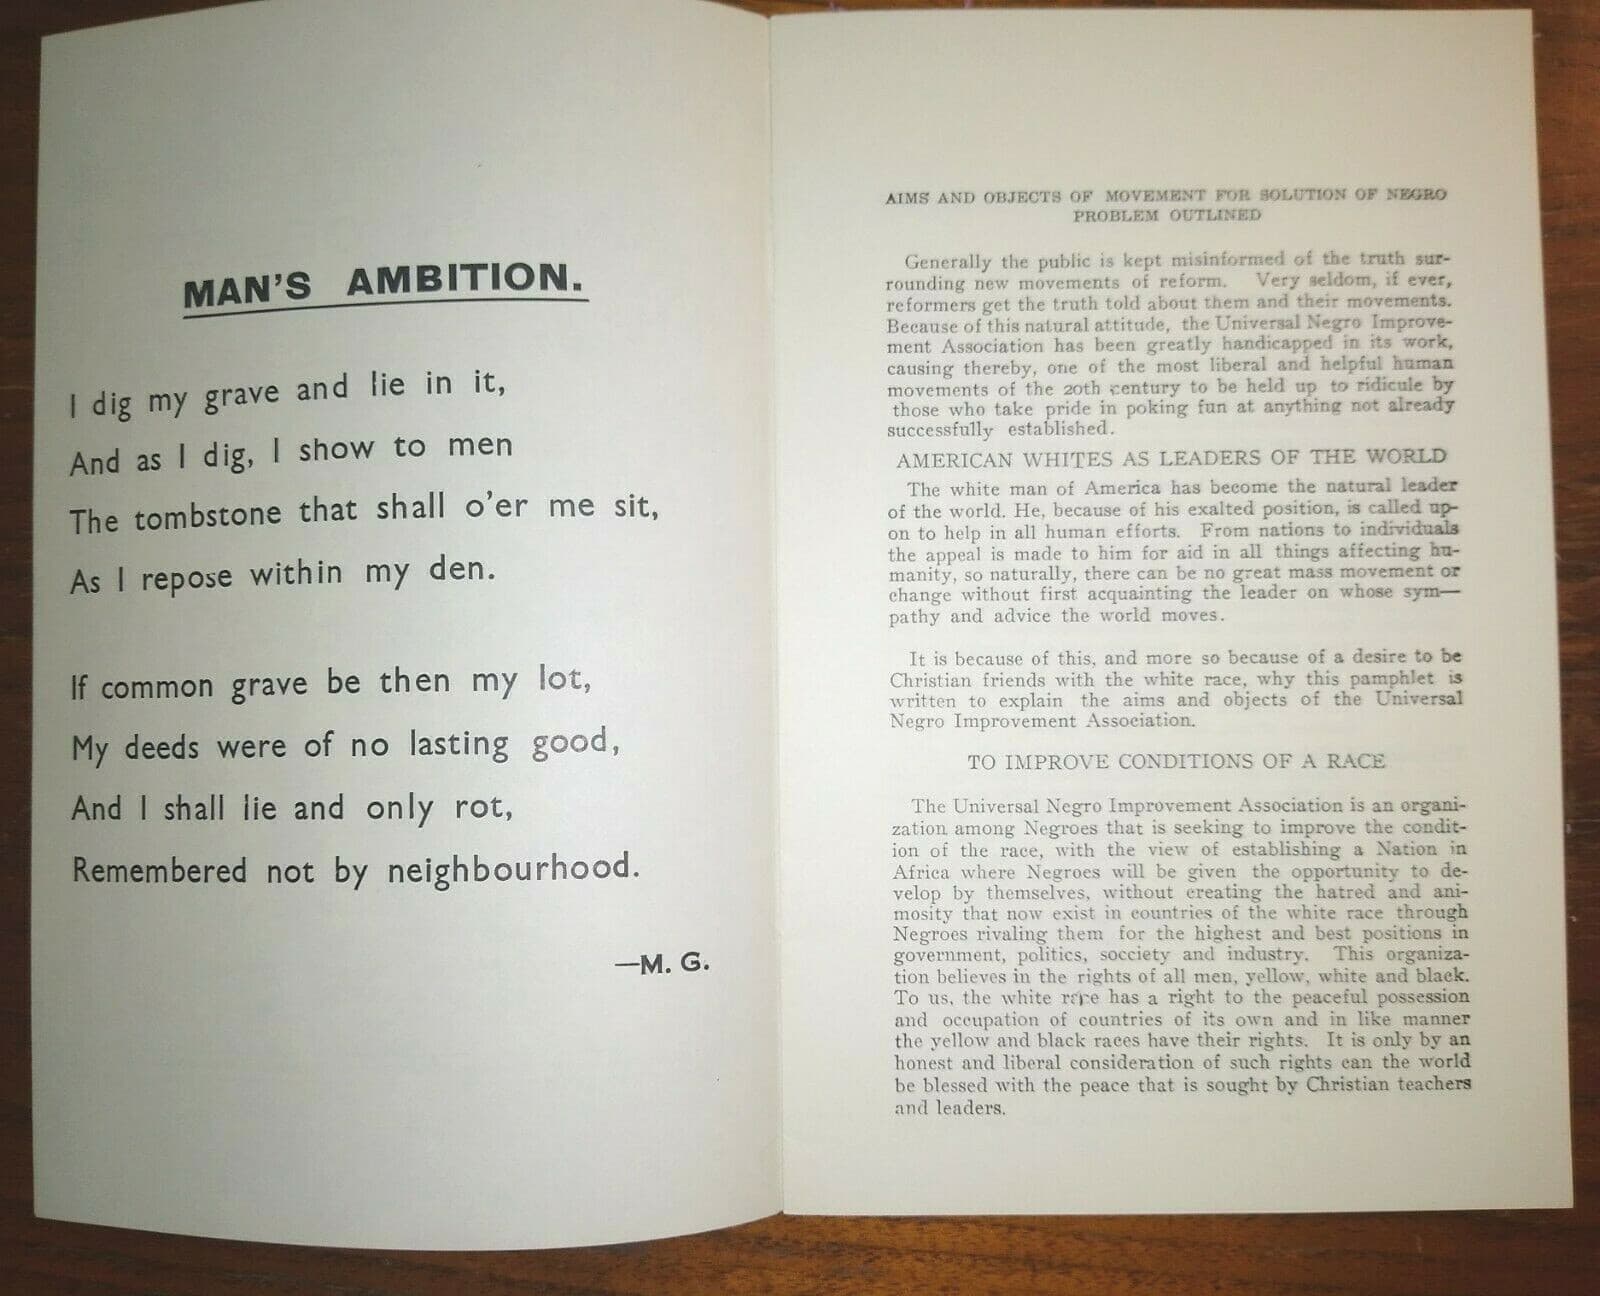 MAN'S AMBITION.
I dig my grave and lie in it,
And as I dig, I show to men
The tombstone that shall o'er me sit,
As I repose within my den.
If common grave be then my lot,
My deeds were of no lasting good,
And I shall lie and only rot,
Remembered not by neighbourhood.
—M. G.
AIMS AND OBJECTS OF MOVEMENT FOR SOLUTION OF NEGRO
PROBLEM OUTLINED
Generally the public is kept misinformed of the truth sur-
rounding new movements of reform. Very seldom, if ever,
reformers get the truth told about them and their movements.
Because of this natural attitude, the Universal Negro Improve-
ment Association has been greatly handicapped in its work,
causing thereby, one of the most liberal and helpful human
movements of the 20th century to be held up to ridicule by
those who take pride in poking fun at anything not already
successfully established.
AMERICAN WHITES AS LEADERS OF THE WORLD
The white man of America has become the natural leader
of the world. He, because of his exalted position, is called up-
on to help in all human efforts. From nations to individuals
the appeal is made to him for aid in all things affecting hu-
manity, so naturally, there can be no great mass movement or
change without first acquainting the leader on whose sym—
pathy and advice the world moves.
It is because of this, and more so because of a desire to be
Christian friends with the white race, why this pamphlet is
written to explain the aims and objects of the Universal
Negro Improvement Association.
TO IMPROVE CONDITIONS OF A RACE
The Universal Negro Improvement Association is an organi-
zation among Negroes that is seeking to improve the condit-
ion of the race, with the view of establishing a Nation in
Africa where Negroes will be given the opportunity to de-
velop by themselves, without creating the hatred and ani-
mosity that now exist in countries of the white race through
Negroes rivaling them for the highest and best positions in
government, politics, socciety and industry. This organiza-
tion believes in the rights of all men, yellow, white and black.
To us, the white race has a right to the peaceful possession
and occupation of countries of its own and in like manner
the yellow and black races have their rights. It is only by an
honest and liberal consideration of such rights can the world
be blessed with the peace that is sought by Christian teachers
and leaders.